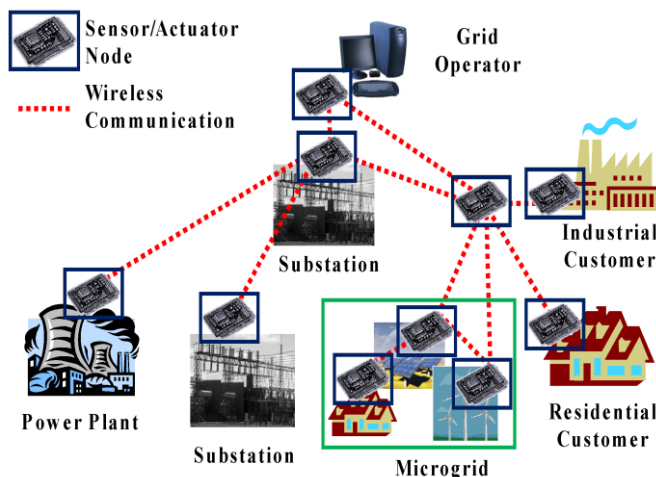 Sensor/Actuator
Node
Wireless
Communication
Grid
Operator
Industrial
Customer
Substation
Power Plant
Substation
Microgrid
Residential
Customer